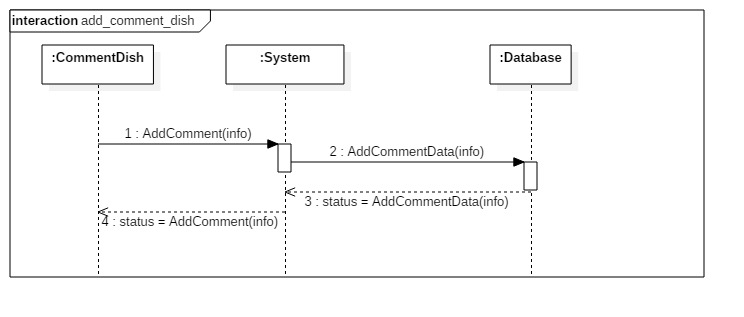 interaction add_comment_dish
:CommentDish
:System
:Database
1 : AddComment(info)
2 : AddCommentData(info)
3 : status = AddCommentData(info)
4 : status = AddComment(info)